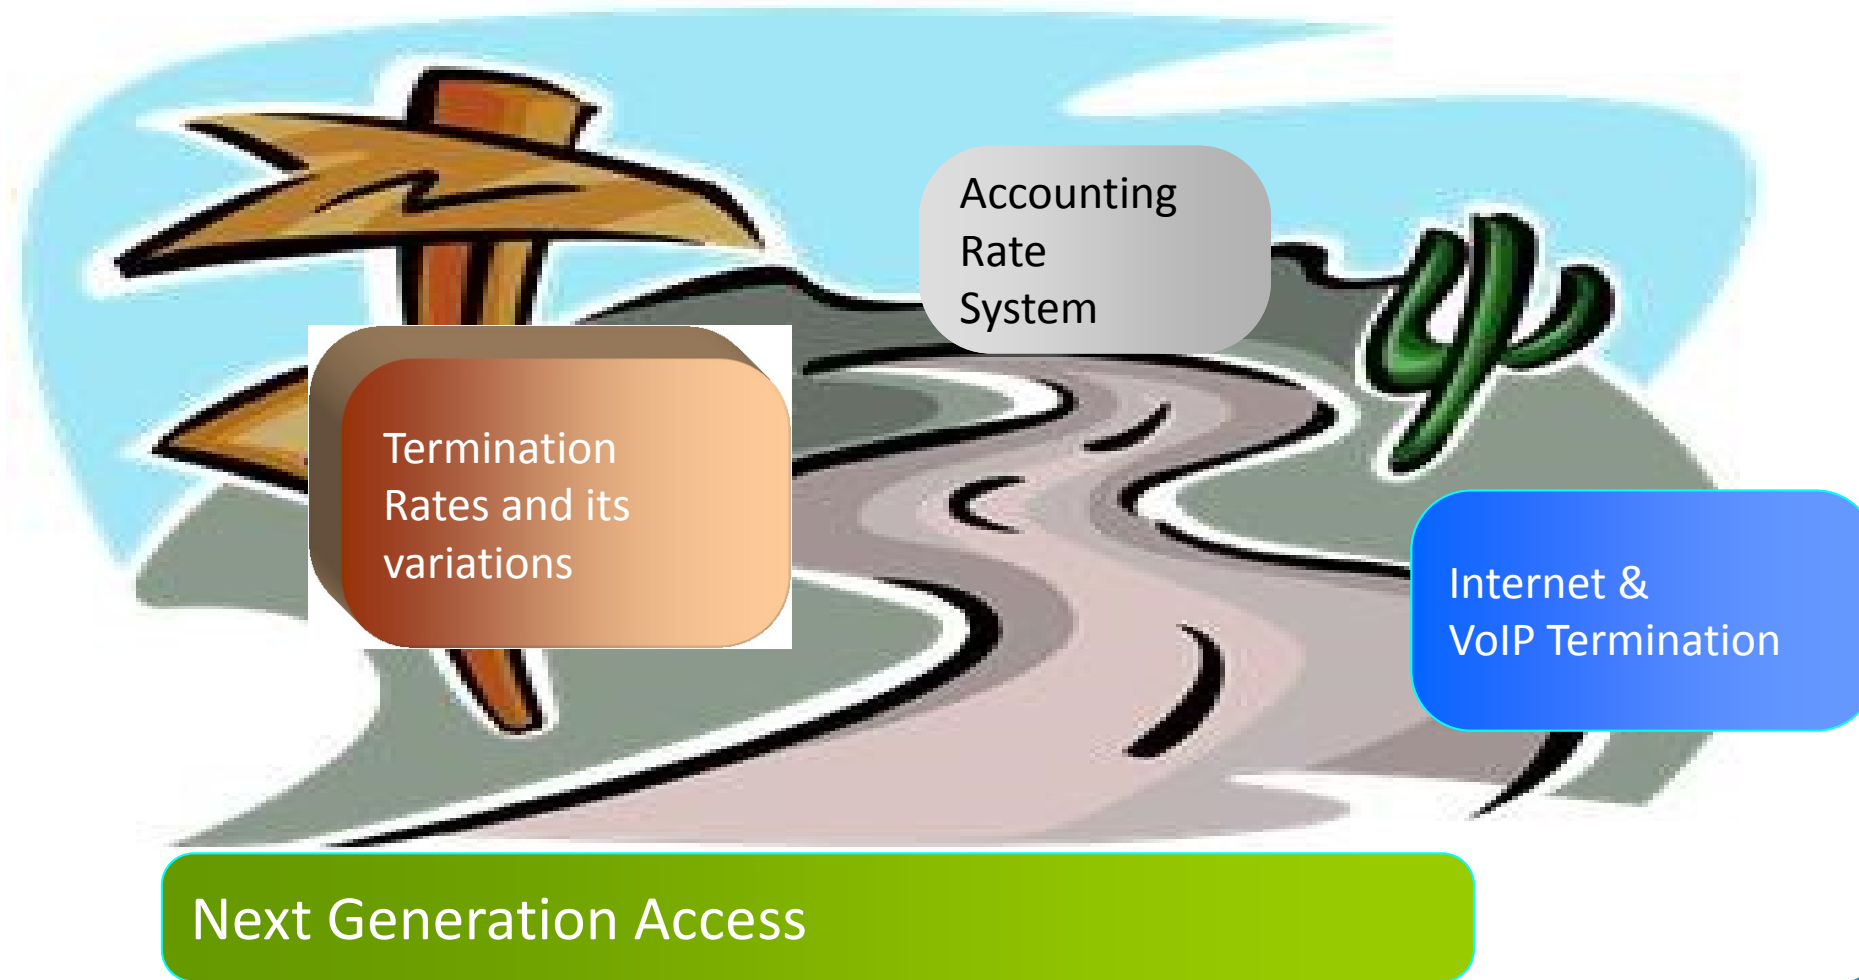 Accounting
Rate
System
Termination
Rates and its
variations
Internet &
VoIP Termination
Next Generation Access